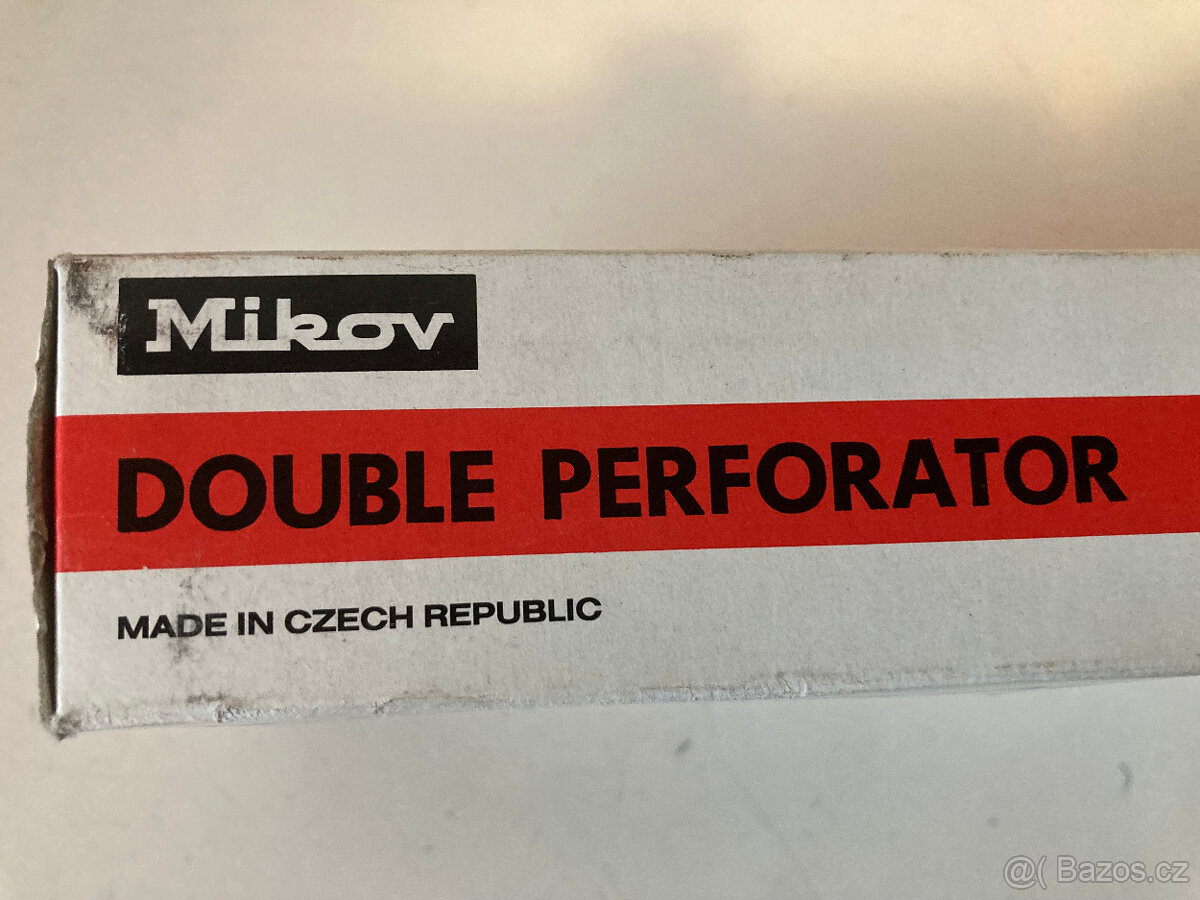 Mikov
DOUBLE PERFORATOR
MADE IN CZECH REPUBLIC
@( Bazos.cz